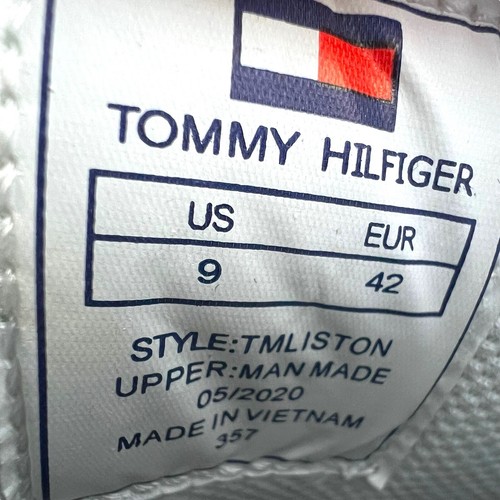 TOMMY HILFIGER
US EUR
9 42
STYLE:TMLISTON
UPPER:MAN MADE
05/2020
MADE IN VIETNAM
357